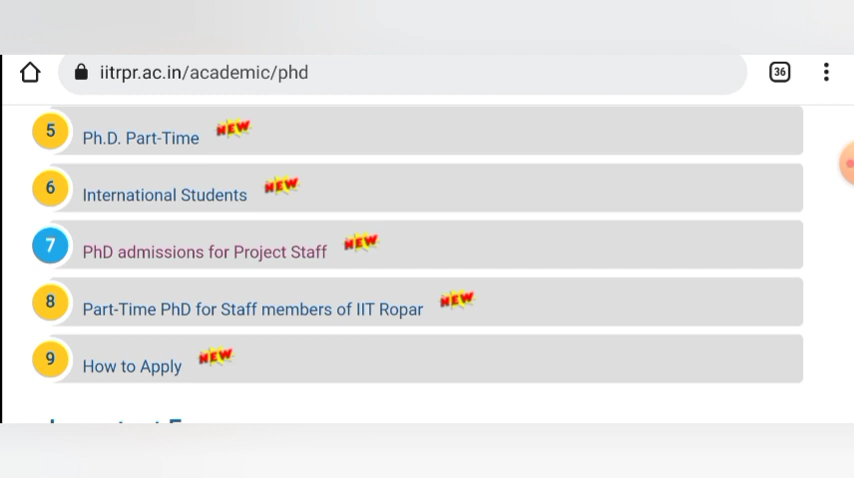 iitrpr.ac.in/academic/phd
36
5 Ph.D. Part-Time NEW
6 International Students NEW
7 PhD admissions for Project Staff NEW
8 Part-Time PhD for Staff members of IIT Ropar NEW
9 How to Apply NEW